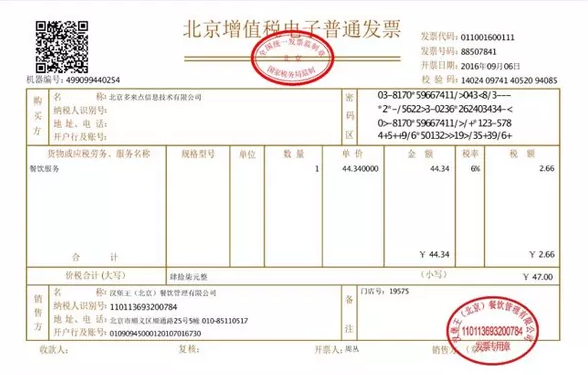 北京增值税电子普通发票
全国统一发票监制章
北京
国家税务局监制
发票代码: 011001600111
发票号码: 88507841
开票日期: 2016年09月06日
校 验 码: 14024 09741 40520 94085
机器编号: 499099440254
购买方
名 称: 北京多来点信息技术有限公司
纳税人识别号:
地 址、电 话:
开户行及账号:
密码区
03-8170*59667411/>043<8/3---
*2*-/5622>3-0236*262403434-<
0>-8170*59667411/>/+*123-578
4+5++9/6*50132>>19>/35+39/6+
货物或应税劳务、服务名称 规格型号 单位 数 量 单 价 金 额 税率 税 额
餐饮服务 1 44.340000 44.34 6% 2.66
合 计 ￥ 44.34 ￥ 2.66
价税合计 (大写) 肆拾柒元整 (小写) ￥ 47.00
销售方
名 称: 汉堡王（北京）餐饮管理有限公司
纳税人识别号: 110113693200784
地 址、电 话: 北京市顺义区顺通路25号5幢 010-85110517
开户行及账号: 01090945000120107016730
备注
门店号: 19575
汉堡王（北京）餐饮管理有限公司
110113693200784
发票专用章
收款人: 复核: 开票人: 周丛 销售方: